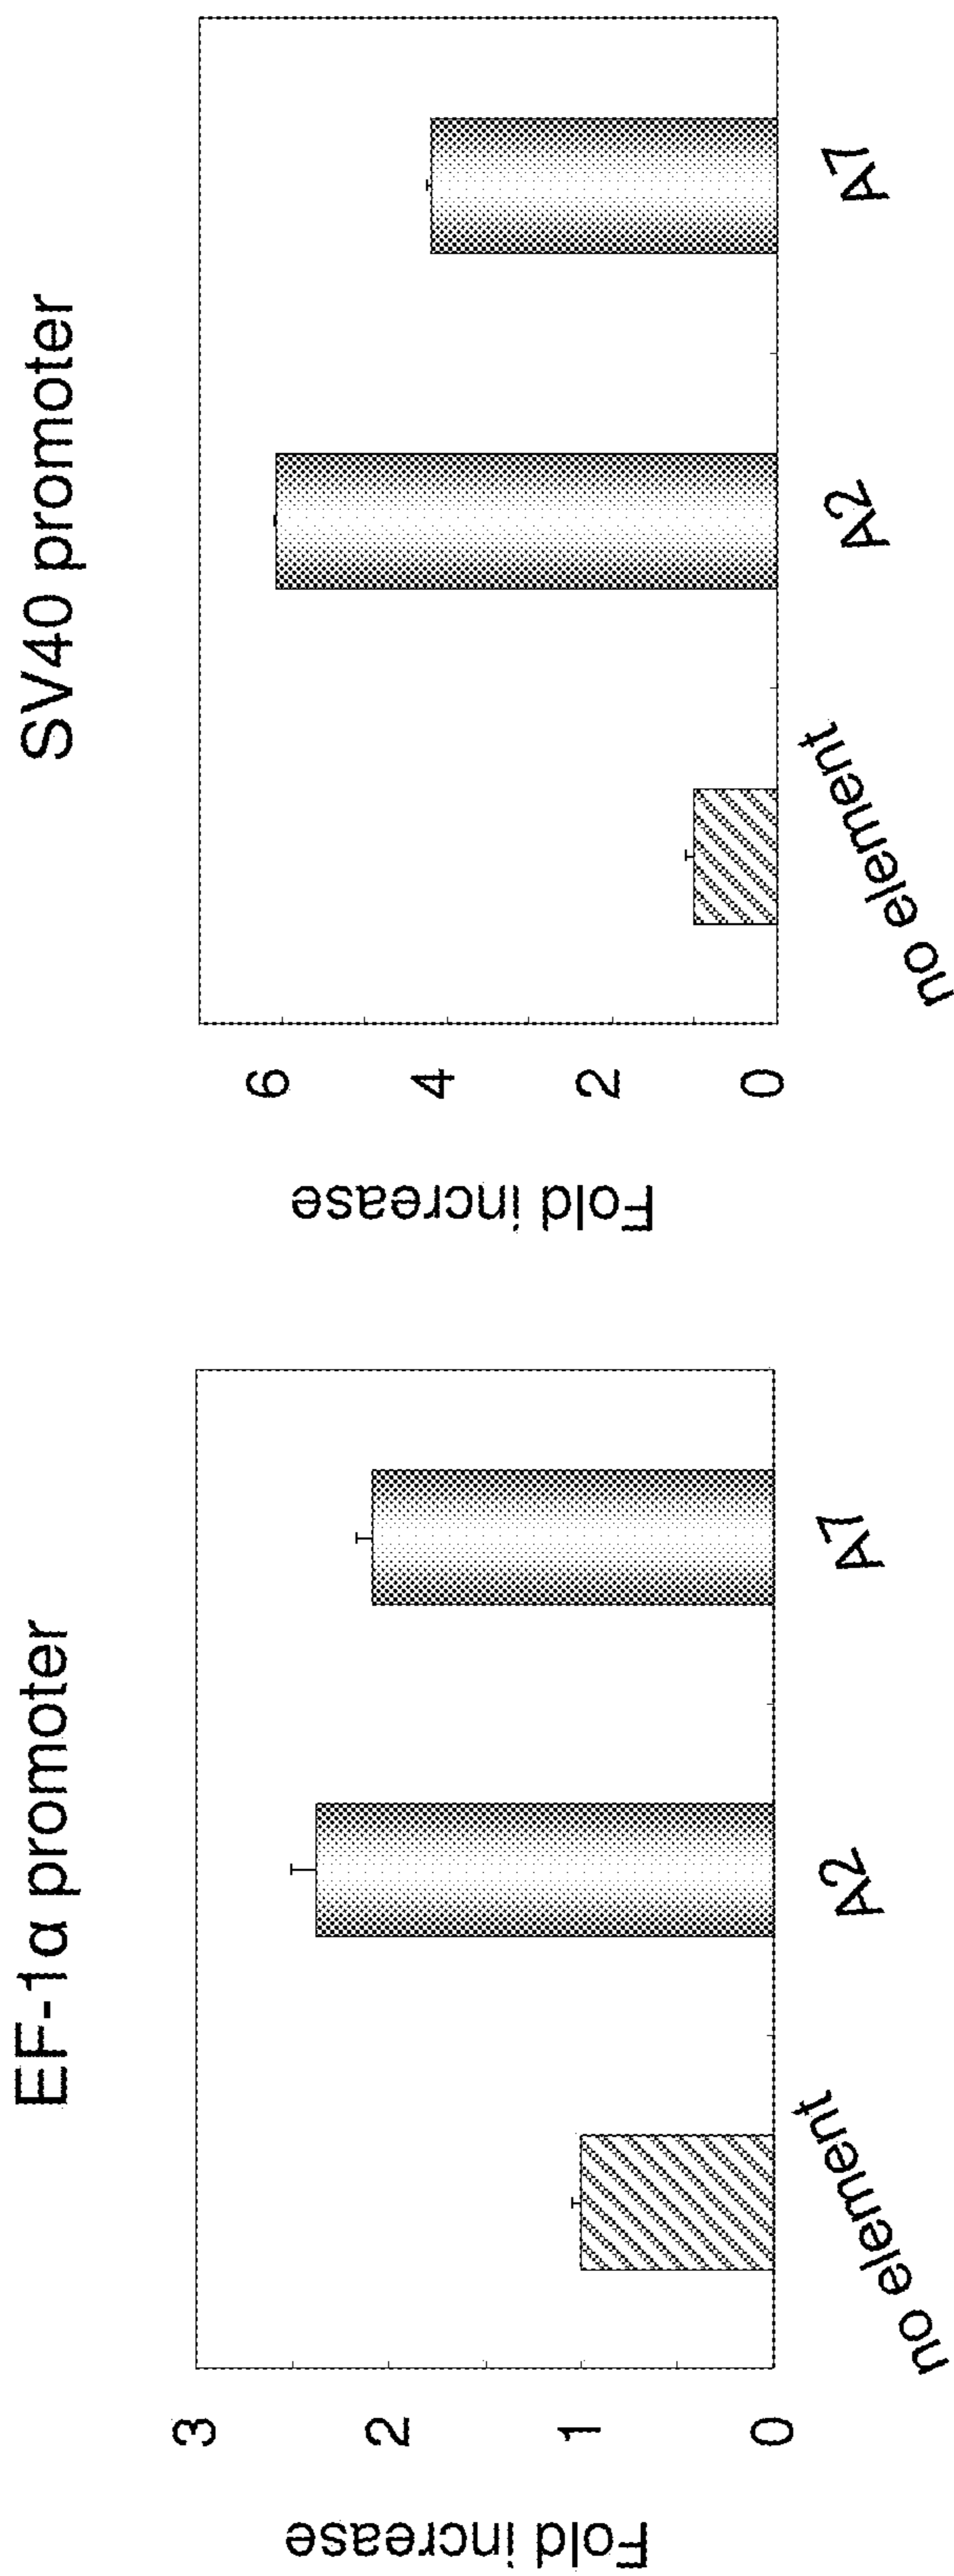 EF-1α promoter
Fold increase
3
2
1
0
no element
A2
A7
SV40 promoter
Fold increase
6
4
2
0
no element
A2
A7